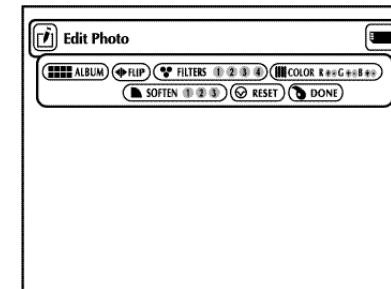 Edit Photo
ALBUM FLIP FILTERS 1 2 3 4 COLOR R G B
SOFTEN 1 2 3 RESET DONE